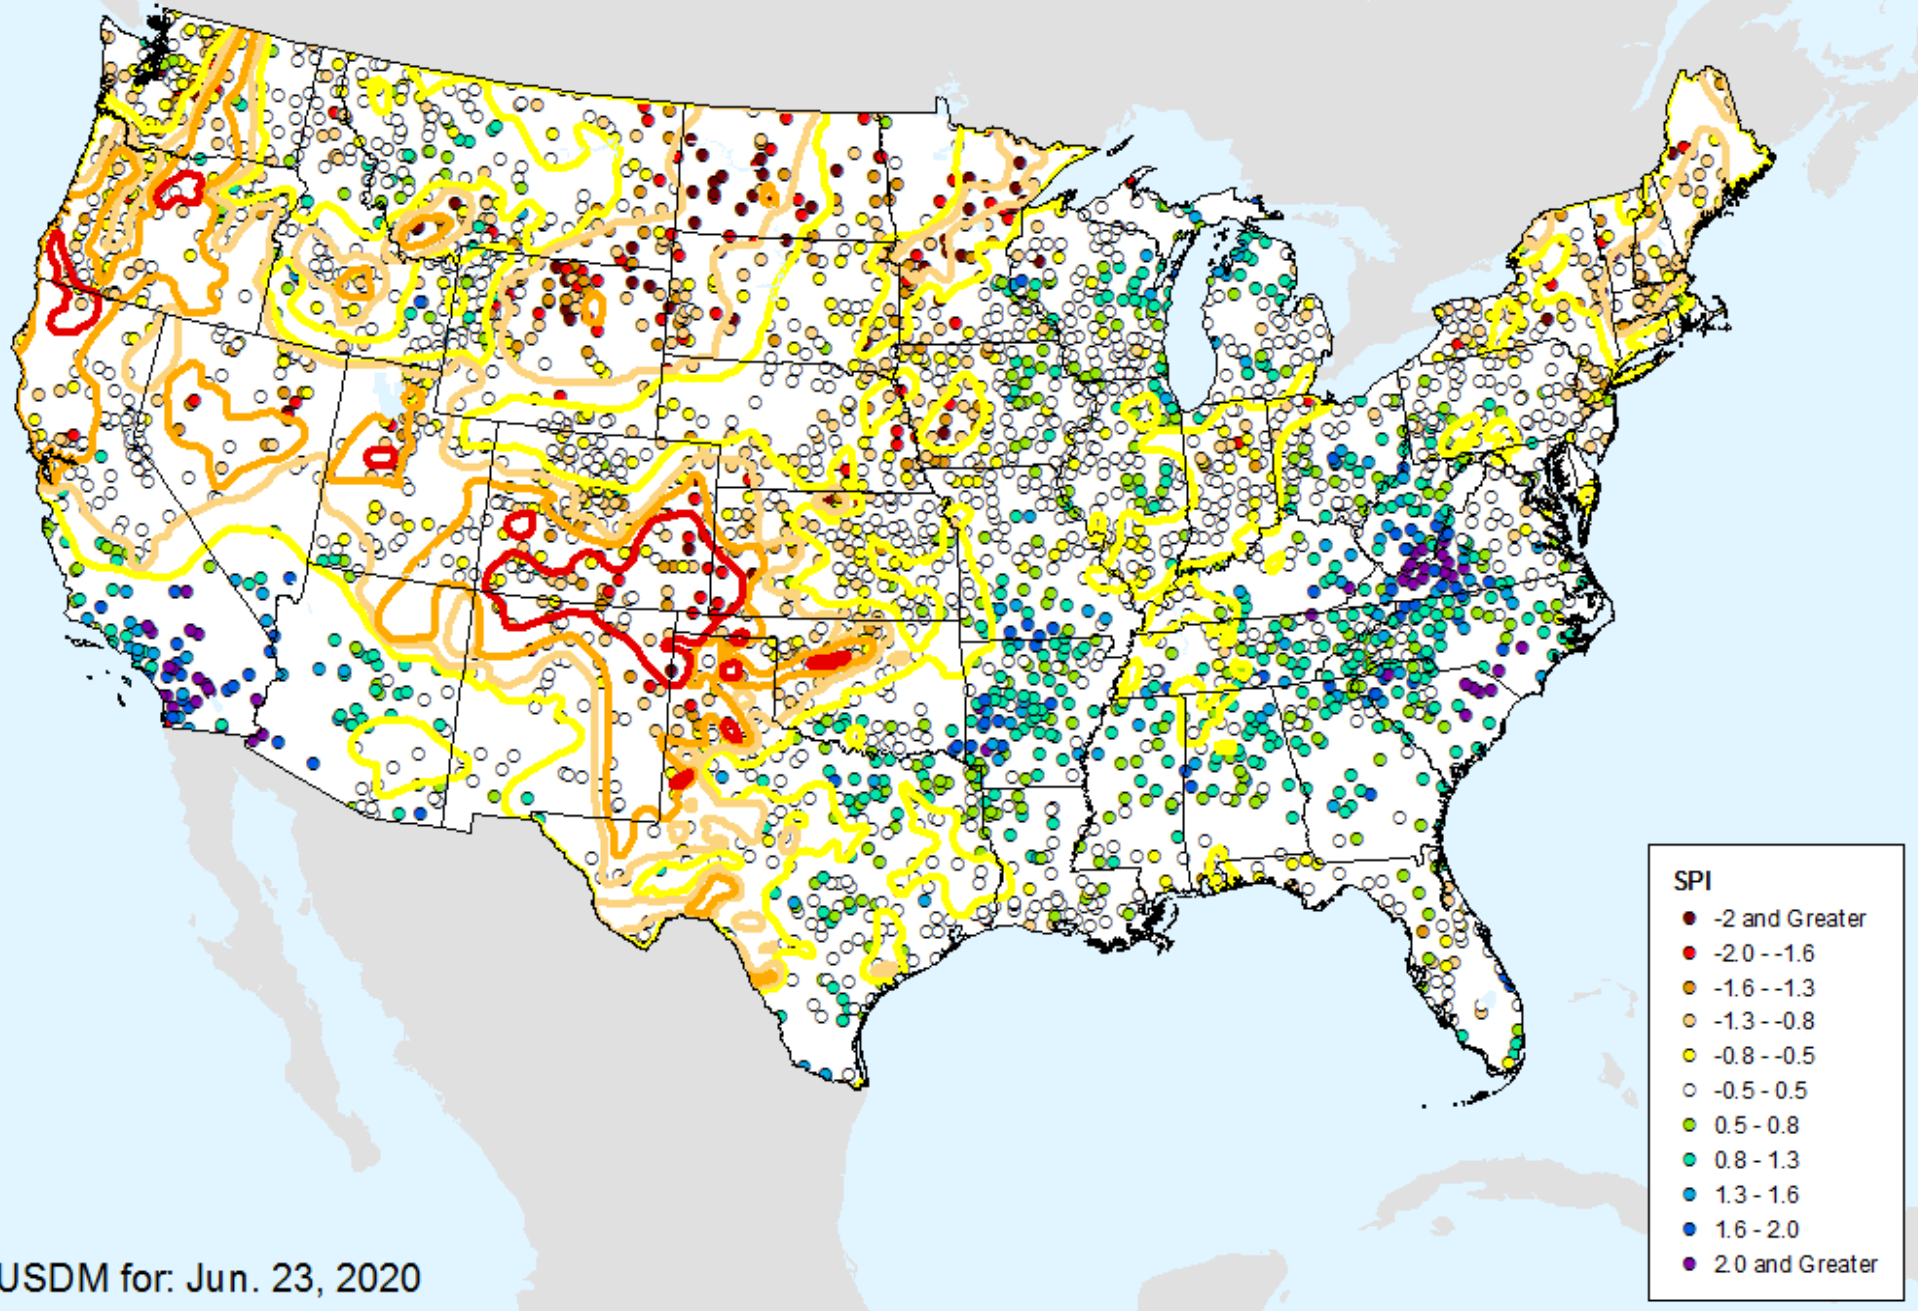 SPI
-2 and Greater
-2.0 - -1.6
-1.6 - -1.3
-1.3 - -0.8
-0.8 - -0.5
-0.5 - 0.5
0.5 - 0.8
0.8 - 1.3
1.3 - 1.6
1.6 - 2.0
2.0 and Greater
USDM for: Jun. 23, 2020